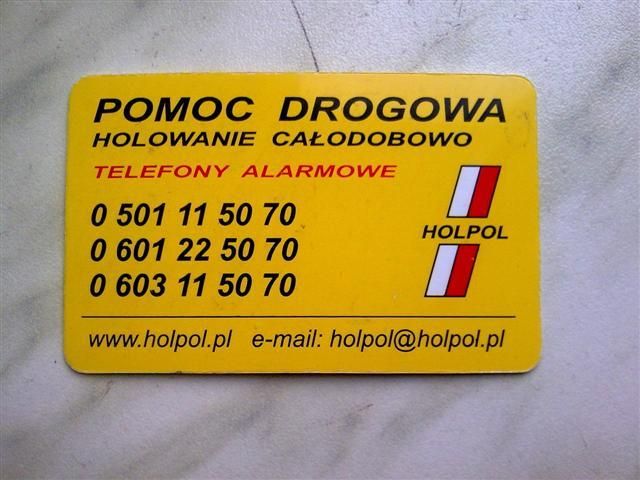 POMOC DROGOWA
HOLOWANIE CAŁODOBOWO
TELEFONY ALARMOWE
0 501 11 50 70
0 601 22 50 70
0 603 11 50 70
HOLPOL
www.holpol.pl e-mail: holpol@holpol.pl